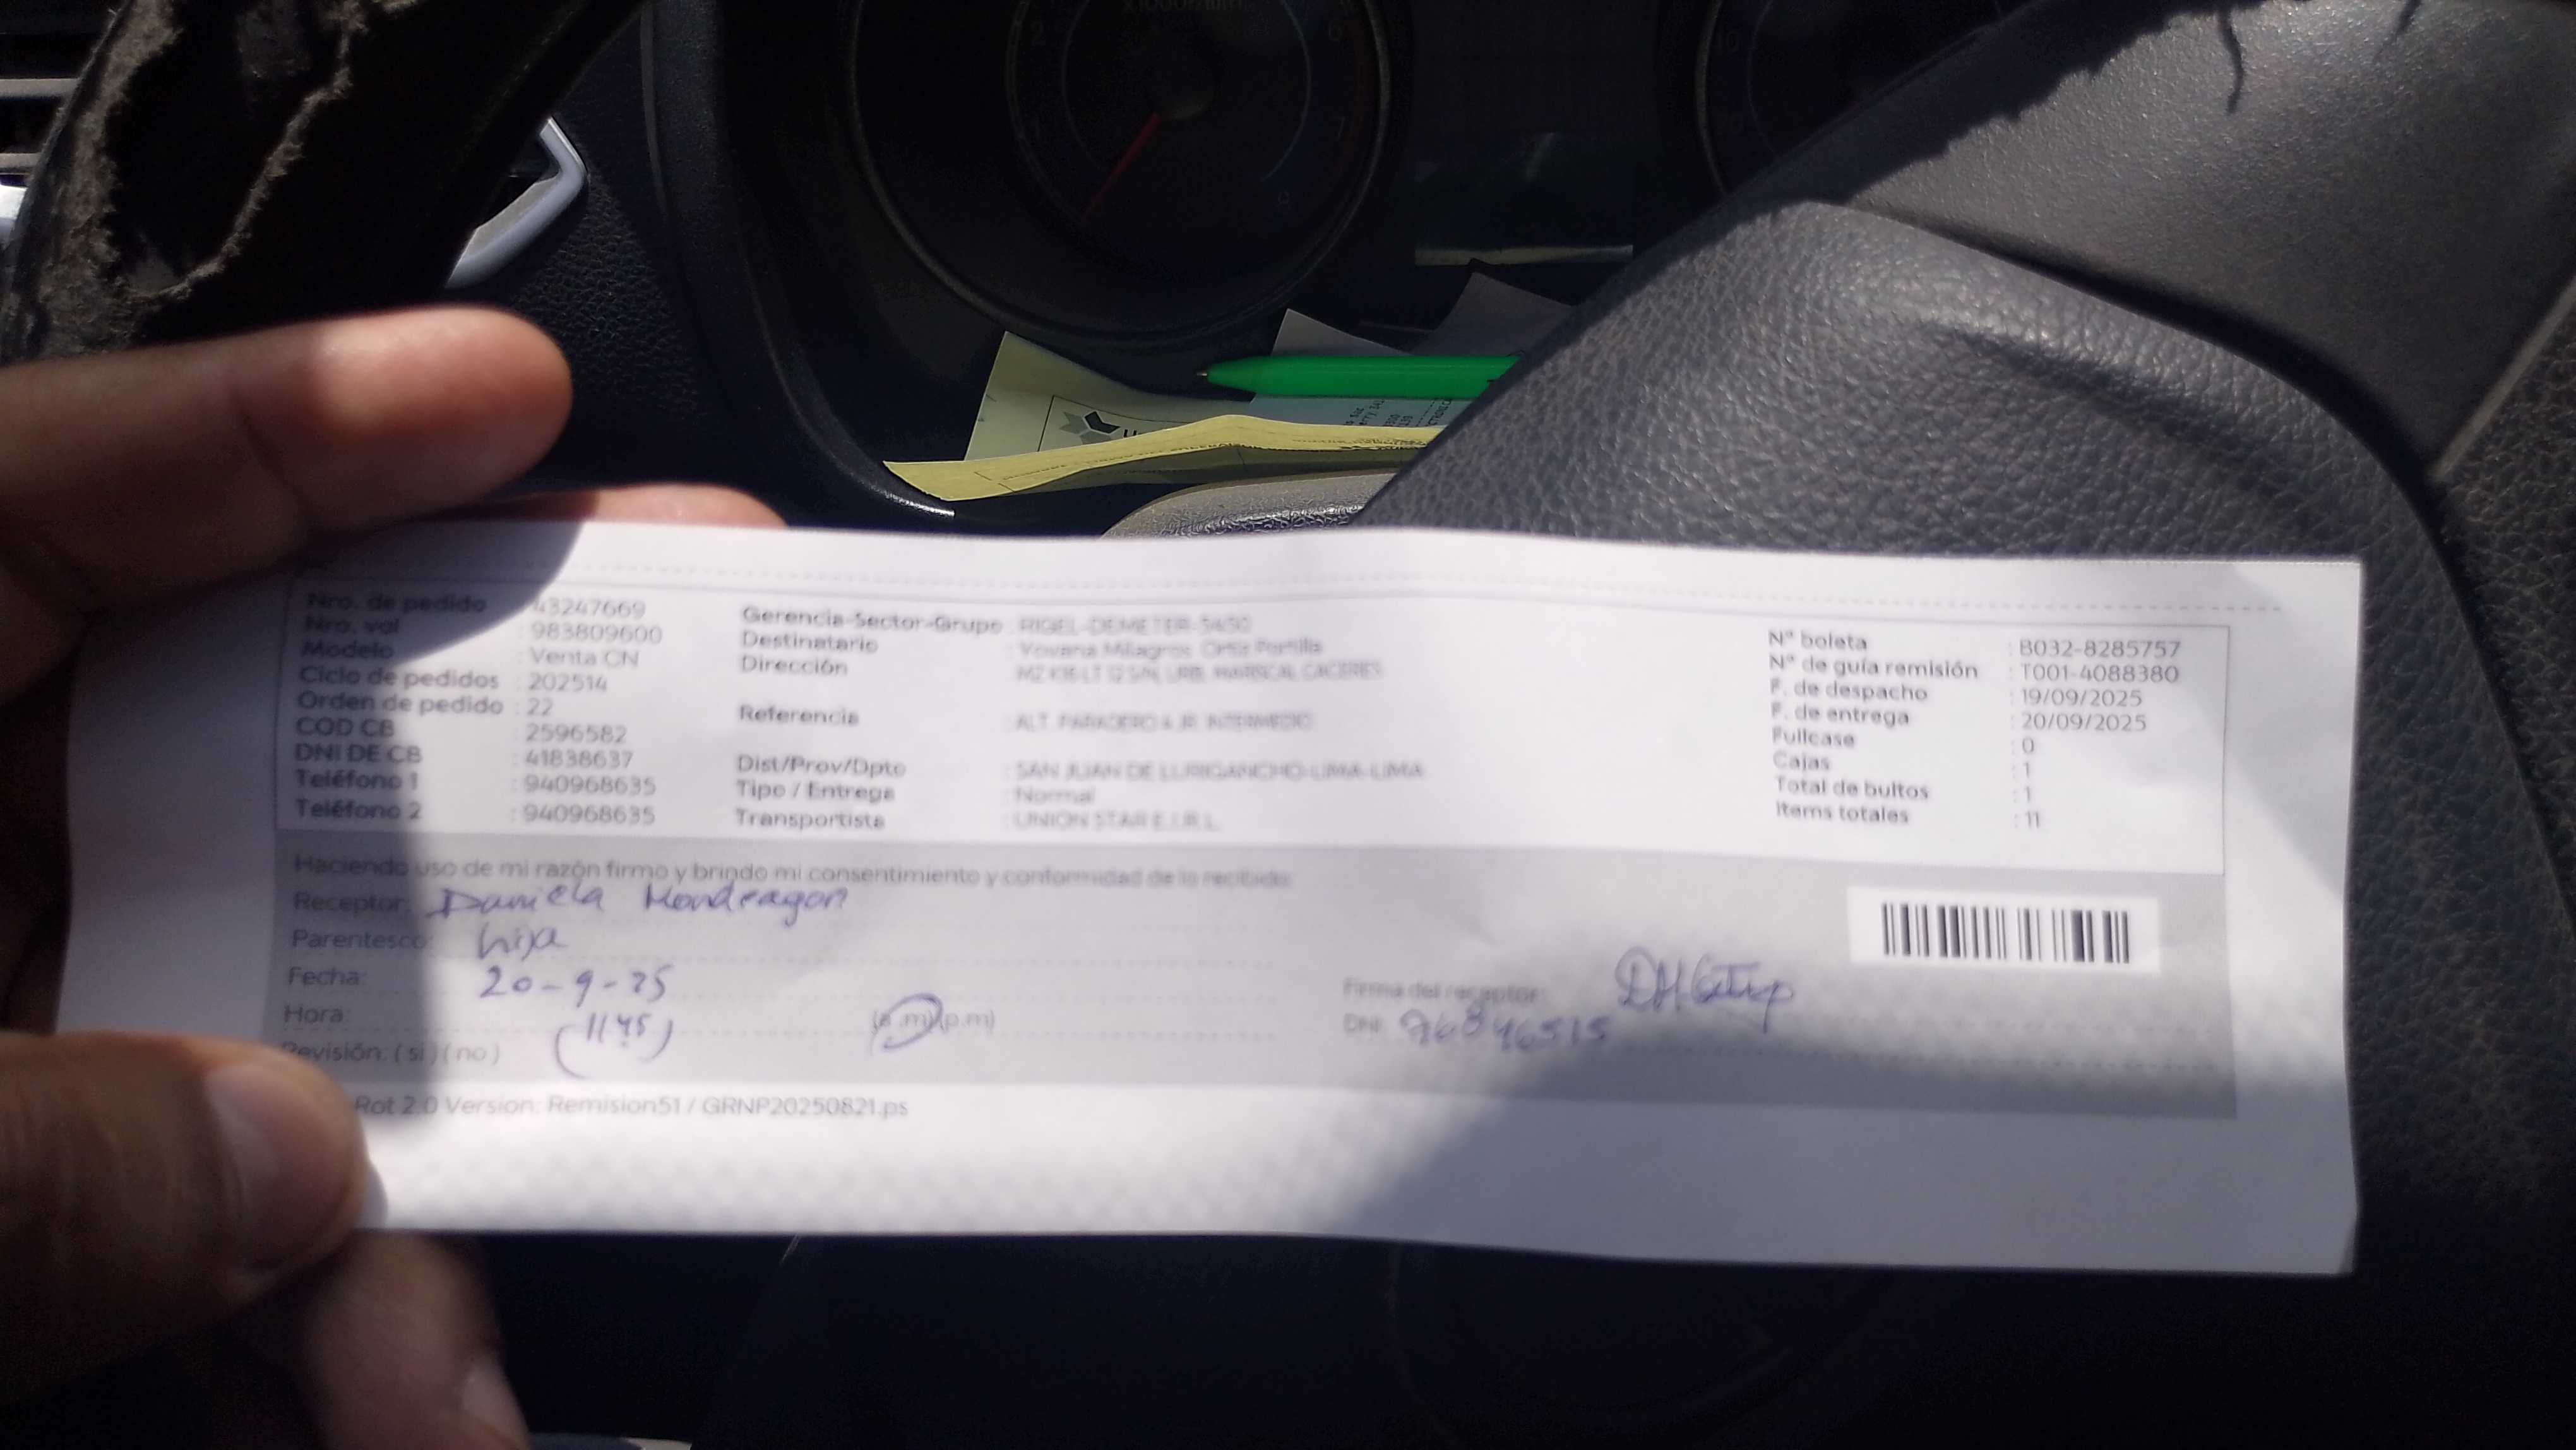 Nro. de pedido : 43247669
Nro. val : 983809600
Modelo : Venta CN
Ciclo de pedidos : 202514
Orden de pedido : 22
COD CB : 2596582
DNI DE CB : 41838637
Teléfono 1 : 940968635
Teléfono 2 : 940968635
Gerencia-Sector-Grupo : RIGEL-DEMETER-
Destinatario : Yovana Milagros Ortiz Portilla
Dirección : MZ LT 12 S/N, URB. MARISCAL CACERES
Referencia : ALT. PARADERO 4 JR. INTERMEDIO
Dist/Prov/Dpto : SAN JUAN DE LURIGANCHO-LIMA-LIMA
Tipo / Entrega : Normal
Transportista : UNION STAR E.I.R.L.
N° boleta : B032-8285757
N° de guía remisión : T001-4088380
F. de despacho : 19/09/2025
F. de entrega : 20/09/2025
Fullcase : 0
Cajas : 1
Total de bultos : 1
Items totales : 11
Haciendo uso de mi razón firmo y brindo mi consentimiento y conformidad de lo recibido.
Receptor: Daniela Mondragon
Parentesco: hija
Fecha: 20-9-25
Hora: (11:45) (a.m)(p.m)
Revisión: ( si ) ( no )
Firma del receptor:
DNI: 76846515
Rot 2.0 Version: Remision51 / GRNP20250821.ps